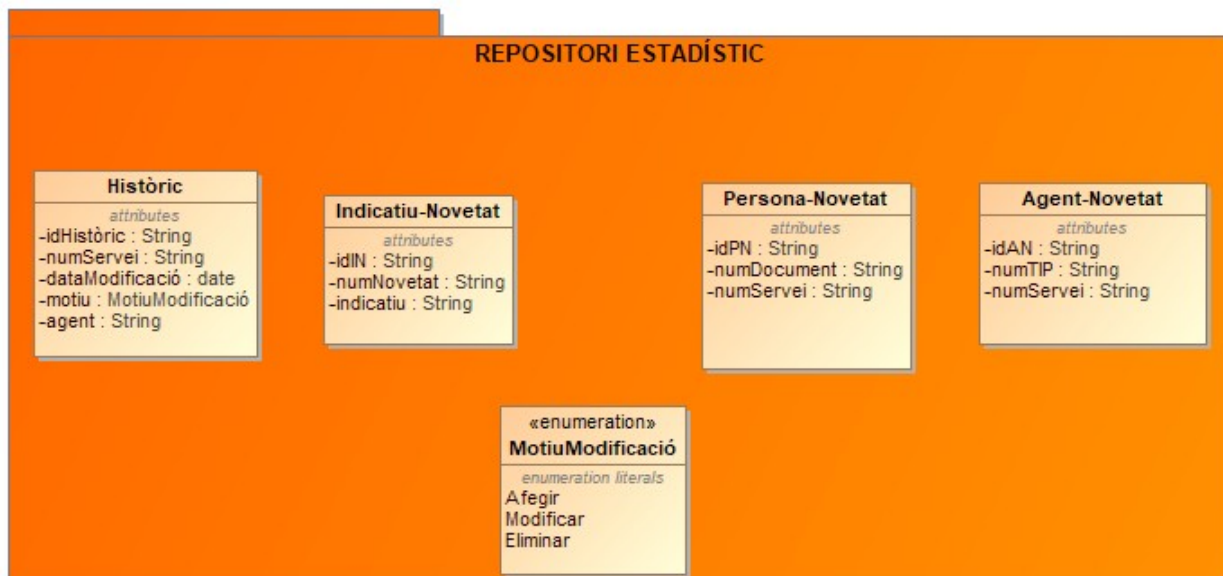 REPOSITORI ESTADÍSTIC
Històric
attributes
-idHistòric : String
-numServei : String
-dataModificació : date
-motiu : MotiuModificació
-agent : String
Indicatiu-Novetat
attributes
-idIN : String
-numNovetat : String
-indicatiu : String
Persona-Novetat
attributes
-idPN : String
-numDocument : String
-numServei : String
Agent-Novetat
attributes
-idAN : String
-numTIP : String
-numServei : String
«enumeration»
MotiuModificació
enumeration literals
Afegir
Modificar
Eliminar